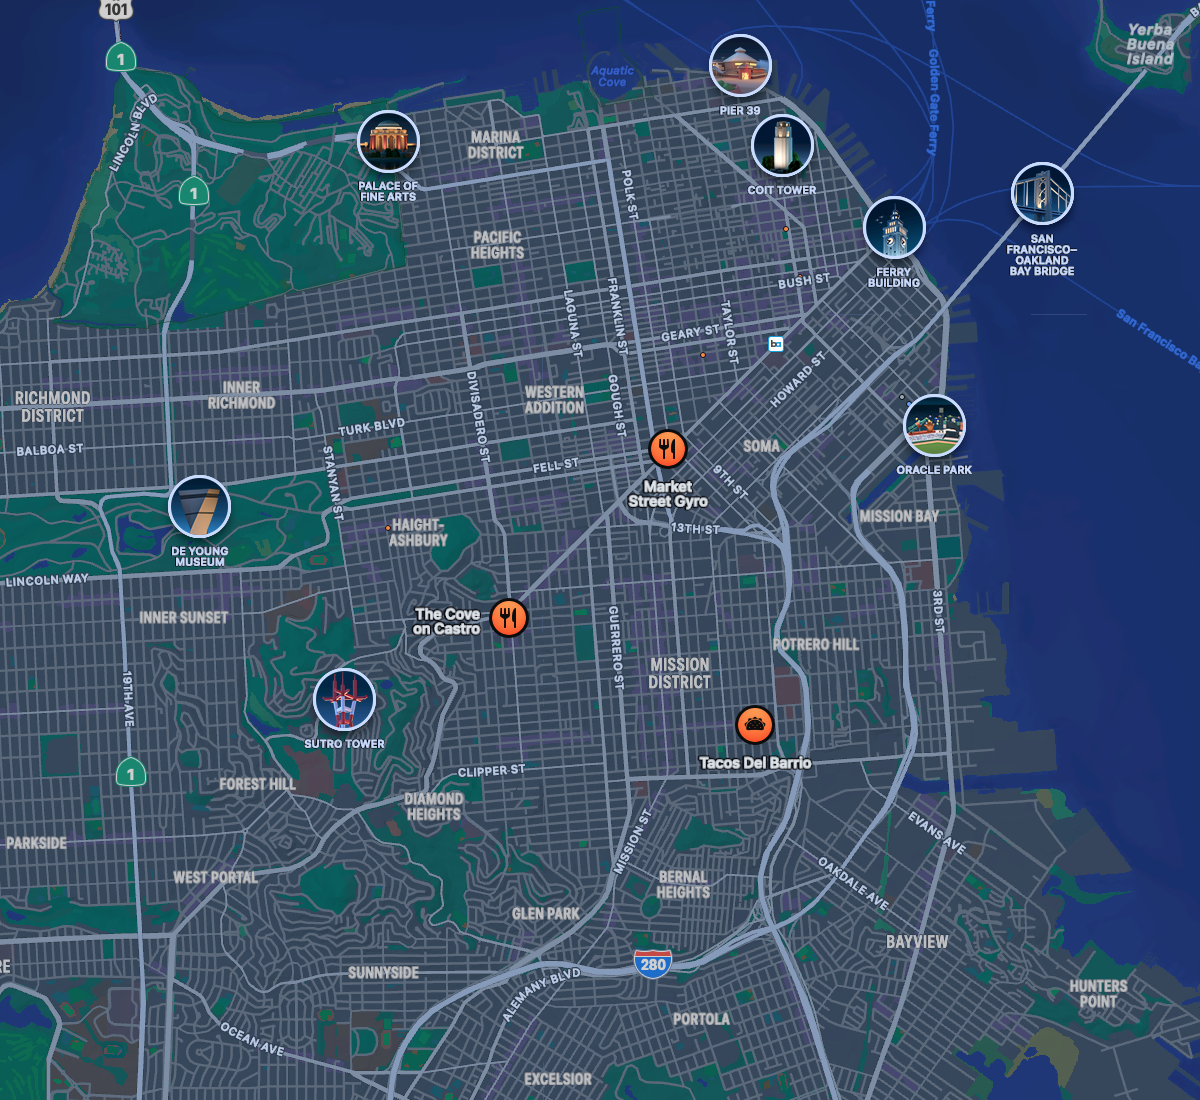 101
1
LINCOLN BLVD
1
PALACE OF
FINE ARTS
MARINA
DISTRICT
Aquatic
Cove
PIER 39
COIT TOWER
Ferry
Golden Gate Ferry
Yerba
Buena
Island
POLK ST
PACIFIC
HEIGHTS
FERRY
BUILDING
SAN
FRANCISCO–
OAKLAND
BAY BRIDGE
San Francisco Ba
BUSH ST
LAGUNA ST
FRANKLIN ST
GEARY ST
TAYLOR ST
ba
HOWARD ST
RICHMOND
DISTRICT
INNER
RICHMOND
DIVISADERO ST
WESTERN
ADDITION
GOUGH ST
TURK BLVD
BALBOA ST
STANYAN ST
FELL ST
SOMA
9TH ST
ORACLE PARK
Market
Street Gyro
13TH ST
MISSION BAY
DE YOUNG
MUSEUM
HAIGHT–
ASHBURY
LINCOLN WAY
INNER SUNSET
The Cove
on Castro
GUERRERO ST
3RD ST
POTRERO HILL
MISSION
DISTRICT
19TH AVE
SUTRO TOWER
Tacos Del Barrio
1
FOREST HILL
CLIPPER ST
DIAMOND
HEIGHTS
PARKSIDE
MISSION ST
EVANS AVE
WEST PORTAL
BERNAL
HEIGHTS
OAKDALE AVE
GLEN PARK
BAYVIEW
RE
SUNNYSIDE
280
ALEMANY BLVD
HUNTERS
POINT
OCEAN AVE
PORTOLA
EXCELSIOR